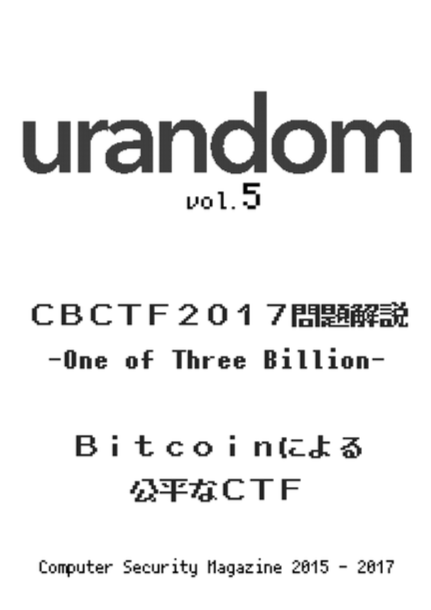 urandom
vol.5
CBCTF2017問題解説
-One of Three Billion-
Bitcoinによる
公平なCTF
Computer Security Magazine 2015 - 2017